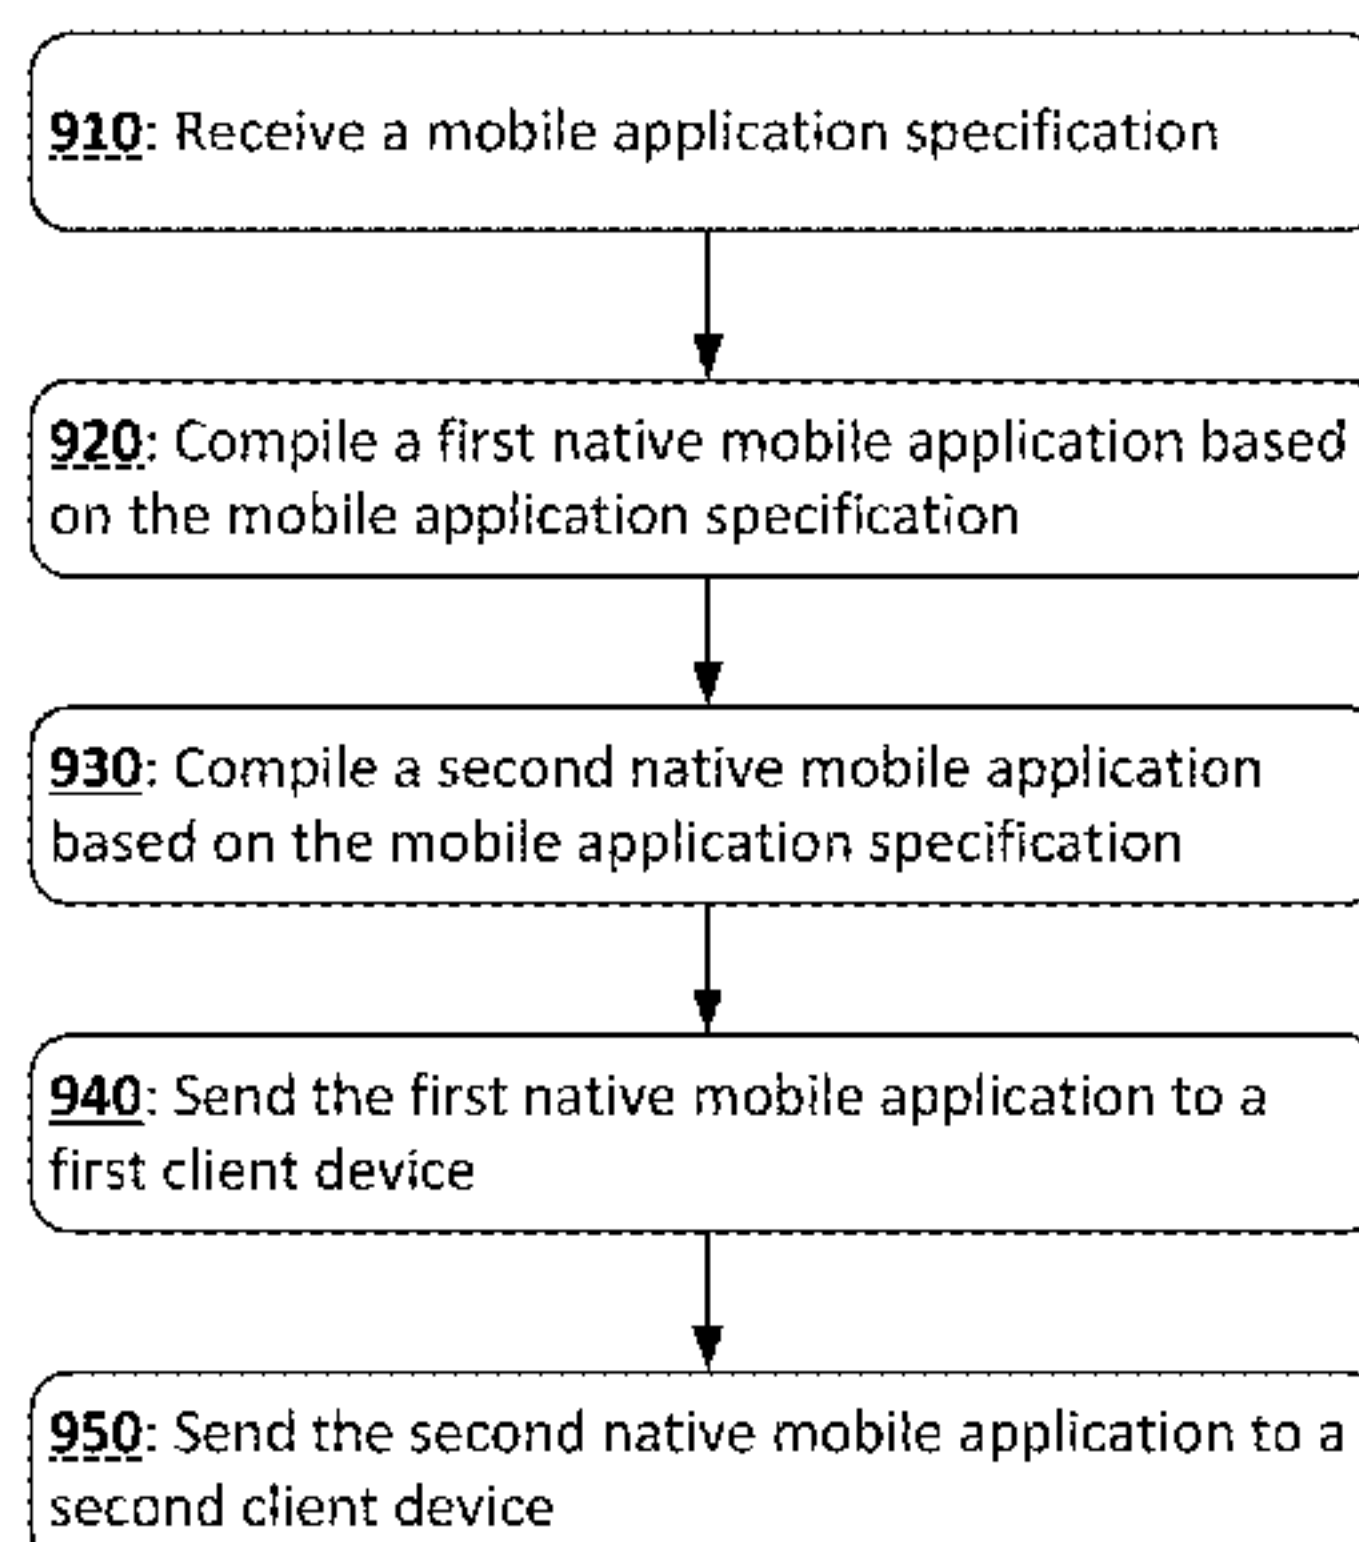 910: Receive a mobile application specification
920: Compile a first native mobile application based
on the mobile application specification
930: Compile a second native mobile application
based on the mobile application specification
940: Send the first native mobile application to a
first client device
950: Send the second native mobile application to a
second client device